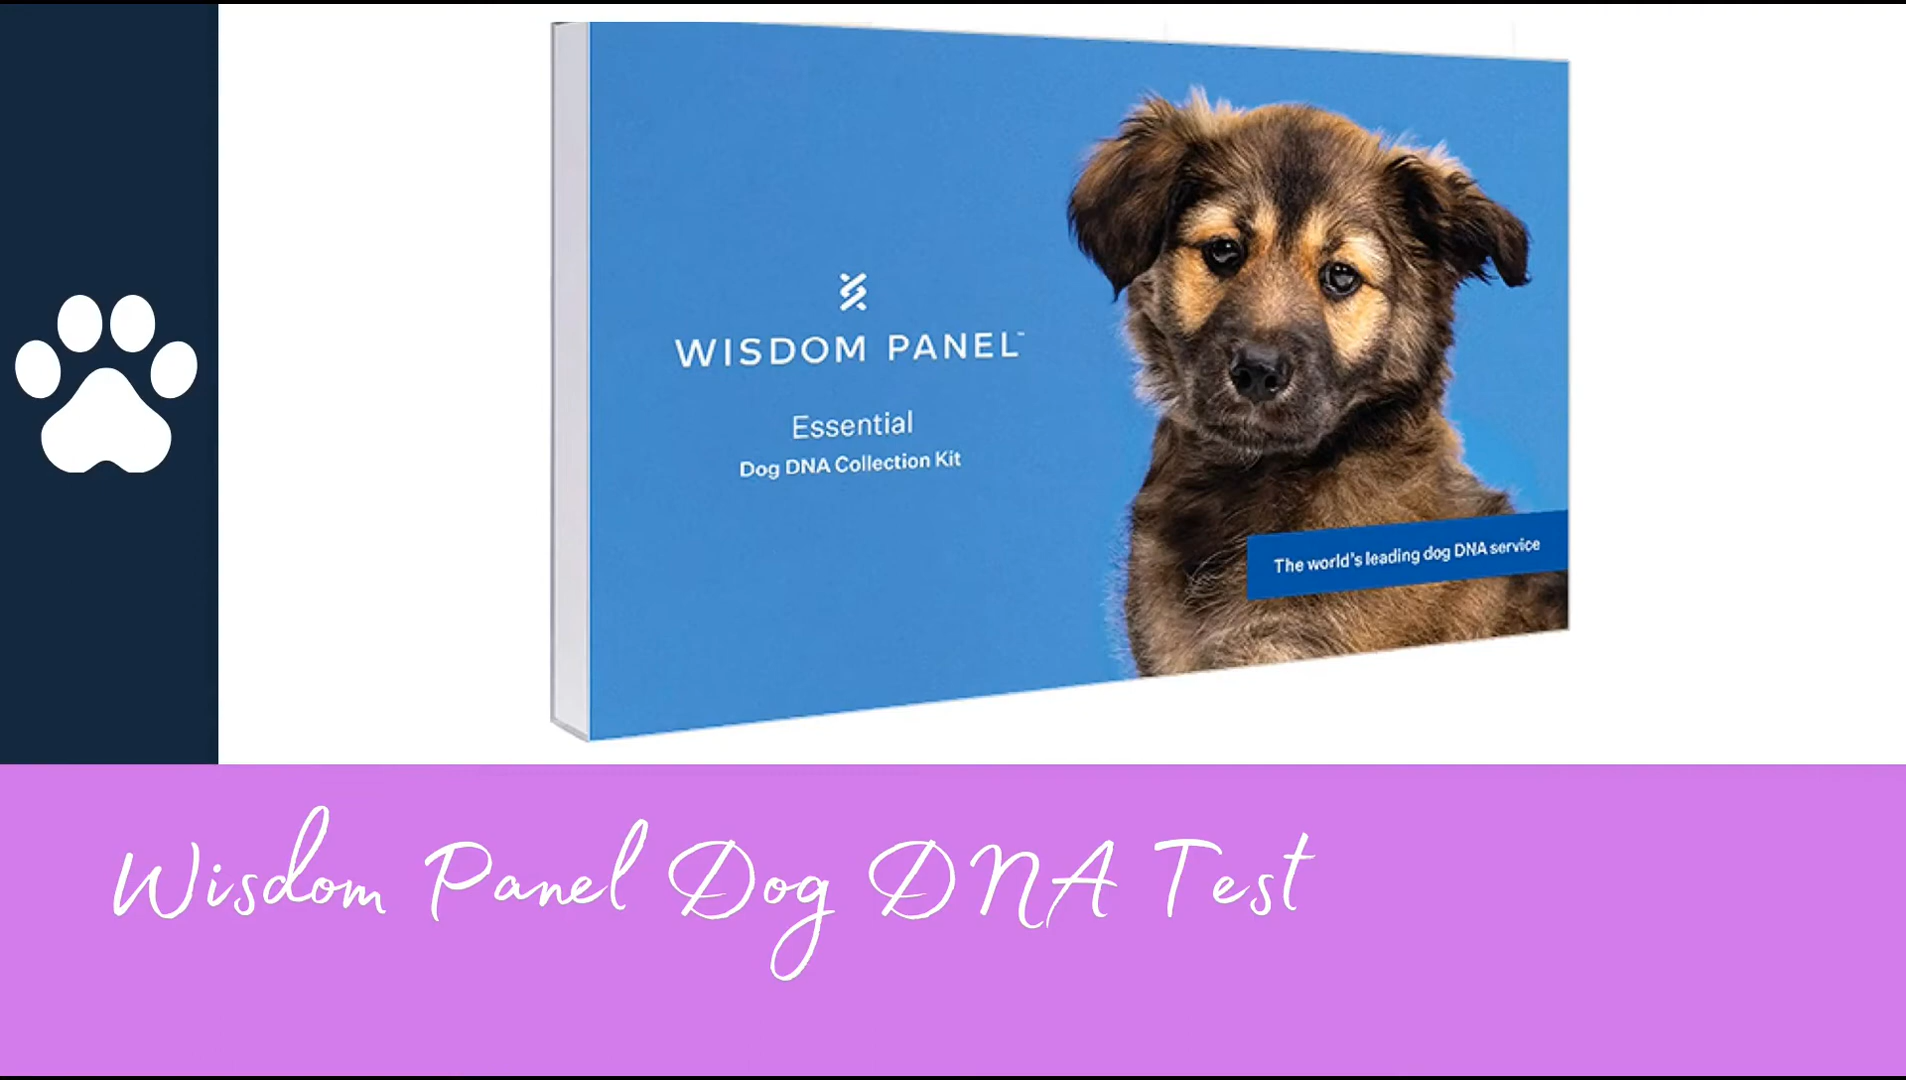 WISDOM PANEL™
Essential
Dog DNA Collection Kit
The world's leading dog DNA service
Wisdom Panel Dog DNA Test